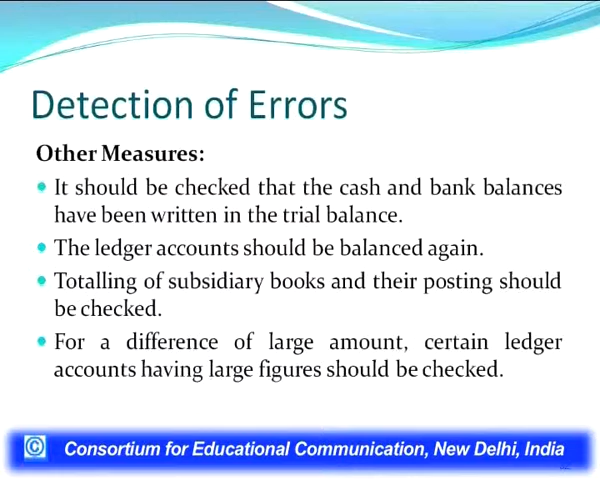 Detection of Errors
Other Measures:
• It should be checked that the cash and bank balances
have been written in the trial balance.
• The ledger accounts should be balanced again.
• Totalling of subsidiary books and their posting should
be checked.
• For a difference of large amount, certain ledger
accounts having large figures should be checked.
© Consortium for Educational Communication, New Delhi, India